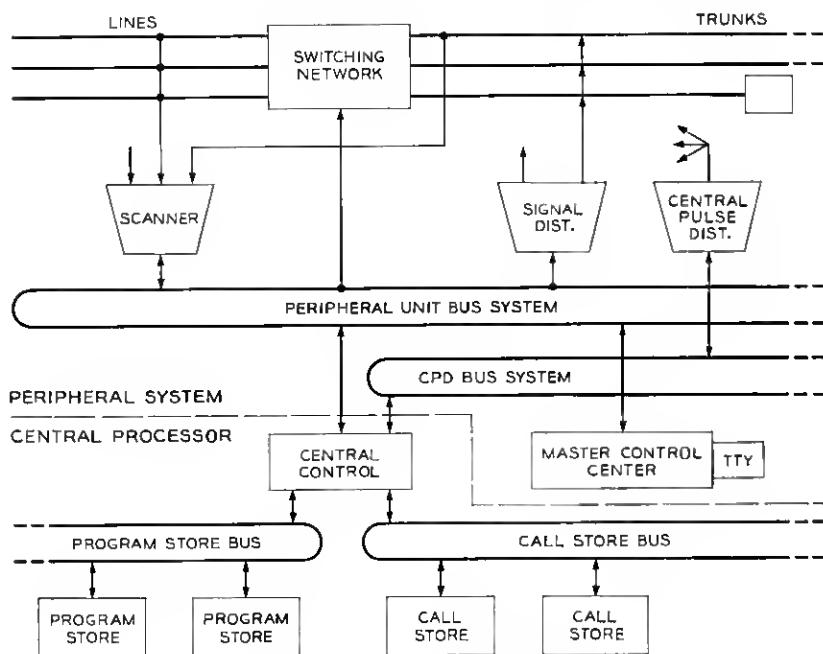 LINES
TRUNKS
SWITCHING
NETWORK
SCANNER
SIGNAL
DIST.
CENTRAL
PULSE
DIST.
PERIPHERAL UNIT BUS SYSTEM
CPD BUS SYSTEM
PERIPHERAL SYSTEM
CENTRAL PROCESSOR
CENTRAL
CONTROL
MASTER CONTROL
CENTER
TTY
PROGRAM STORE BUS
CALL STORE BUS
PROGRAM
STORE
PROGRAM
STORE
CALL
STORE
CALL
STORE